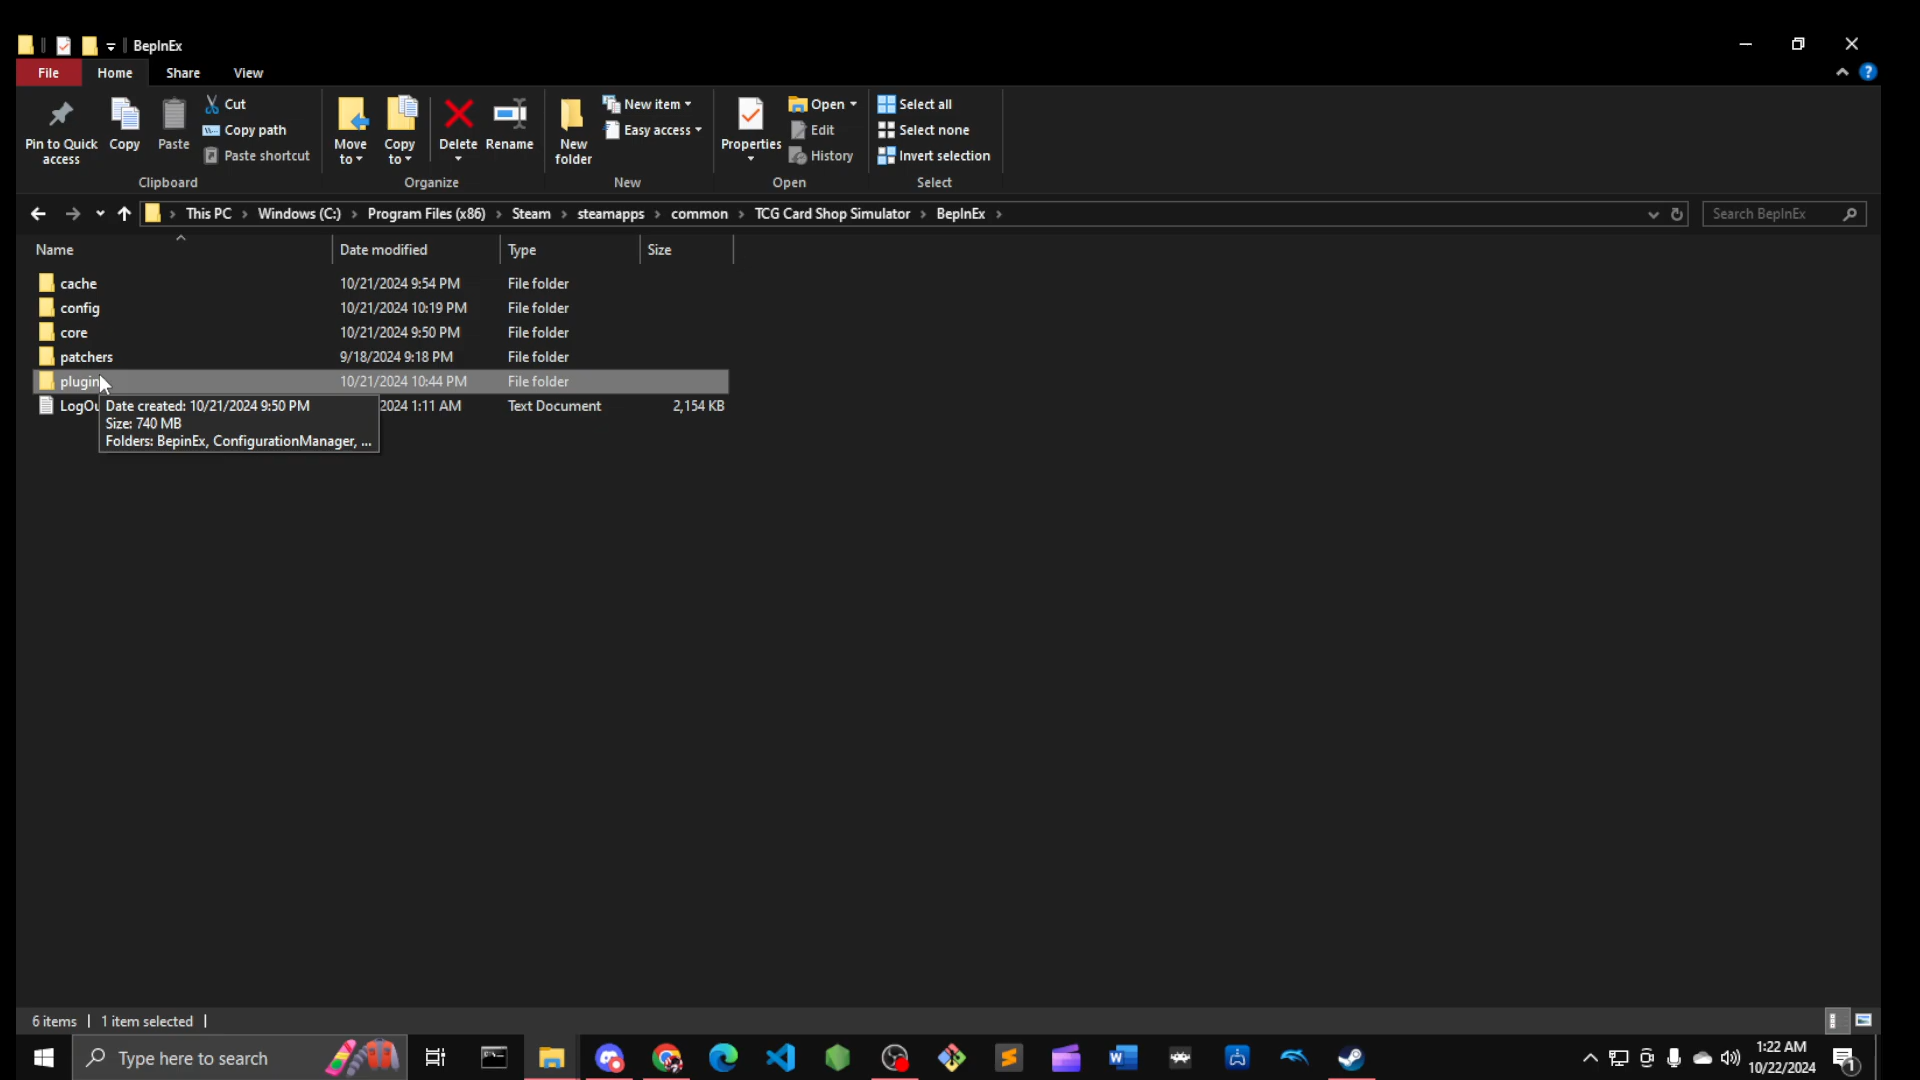 BepInEx
File Home Share View
Pin to Quick access
Copy
Paste
Cut
Copy path
Paste shortcut
Clipboard
Move to
Copy to
Delete
Rename
Organize
New folder
New item
Easy access
New
Properties
Open
Edit
History
Open
Select all
Select none
Invert selection
Select
This PC › Windows (C:) › Program Files (x86) › Steam › steamapps › common › TCG Card Shop Simulator › BepInEx ›
Search BepInEx
Name Date modified Type Size
cache 10/21/2024 9:54 PM File folder
config 10/21/2024 10:19 PM File folder
core 10/21/2024 9:50 PM File folder
patchers 9/18/2024 9:18 PM File folder
plugin 10/21/2024 10:44 PM File folder
LogOu 2024 1:11 AM Text Document 2,154 KB
Date created: 10/21/2024 9:50 PM
Size: 740 MB
Folders: BepinEx, ConfigurationManager, ...
6 items 1 item selected
Type here to search
1:22 AM
10/22/2024
1